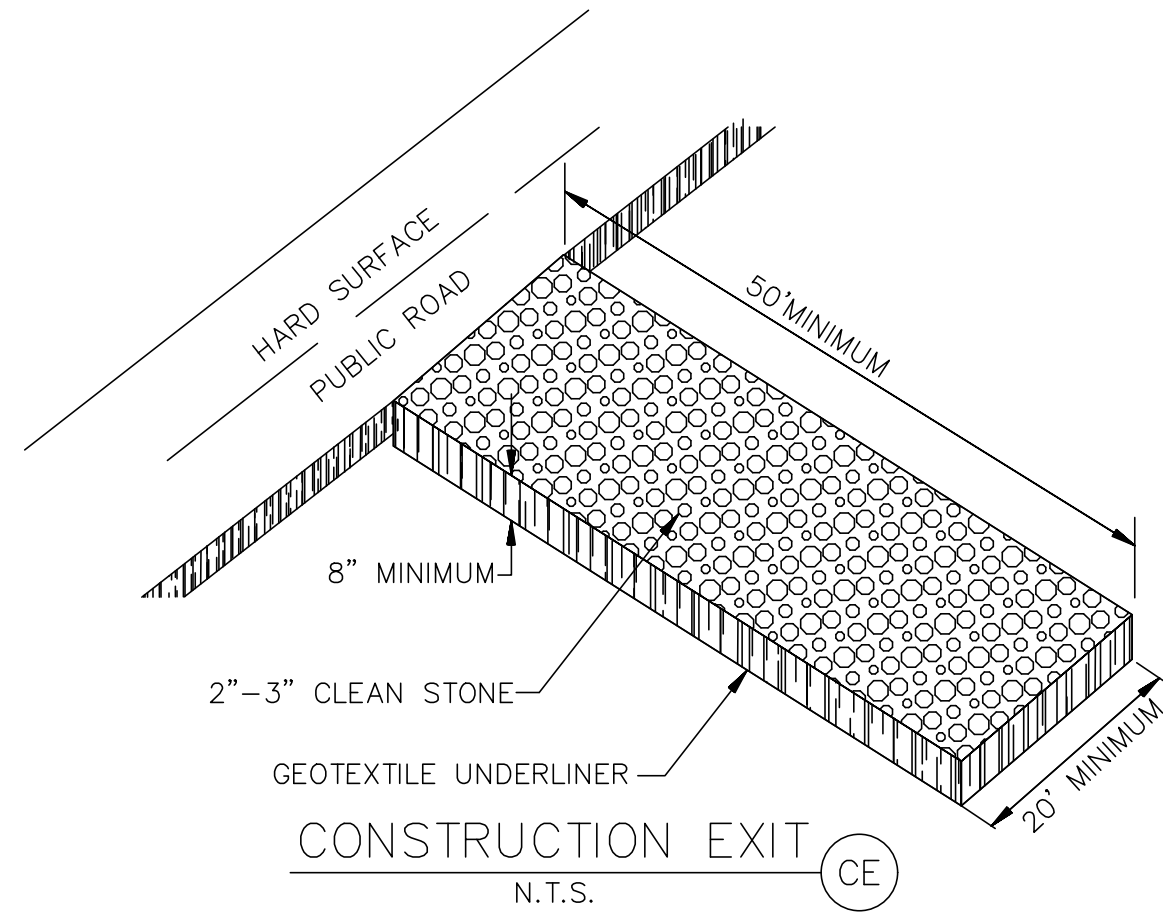 HARD SURFACE
PUBLIC ROAD
50'MINIMUM
8" MINIMUM
2"-3" CLEAN STONE
GEOTEXTILE UNDERLINER
20' MINIMUM
CONSTRUCTION EXIT
CE
N.T.S.